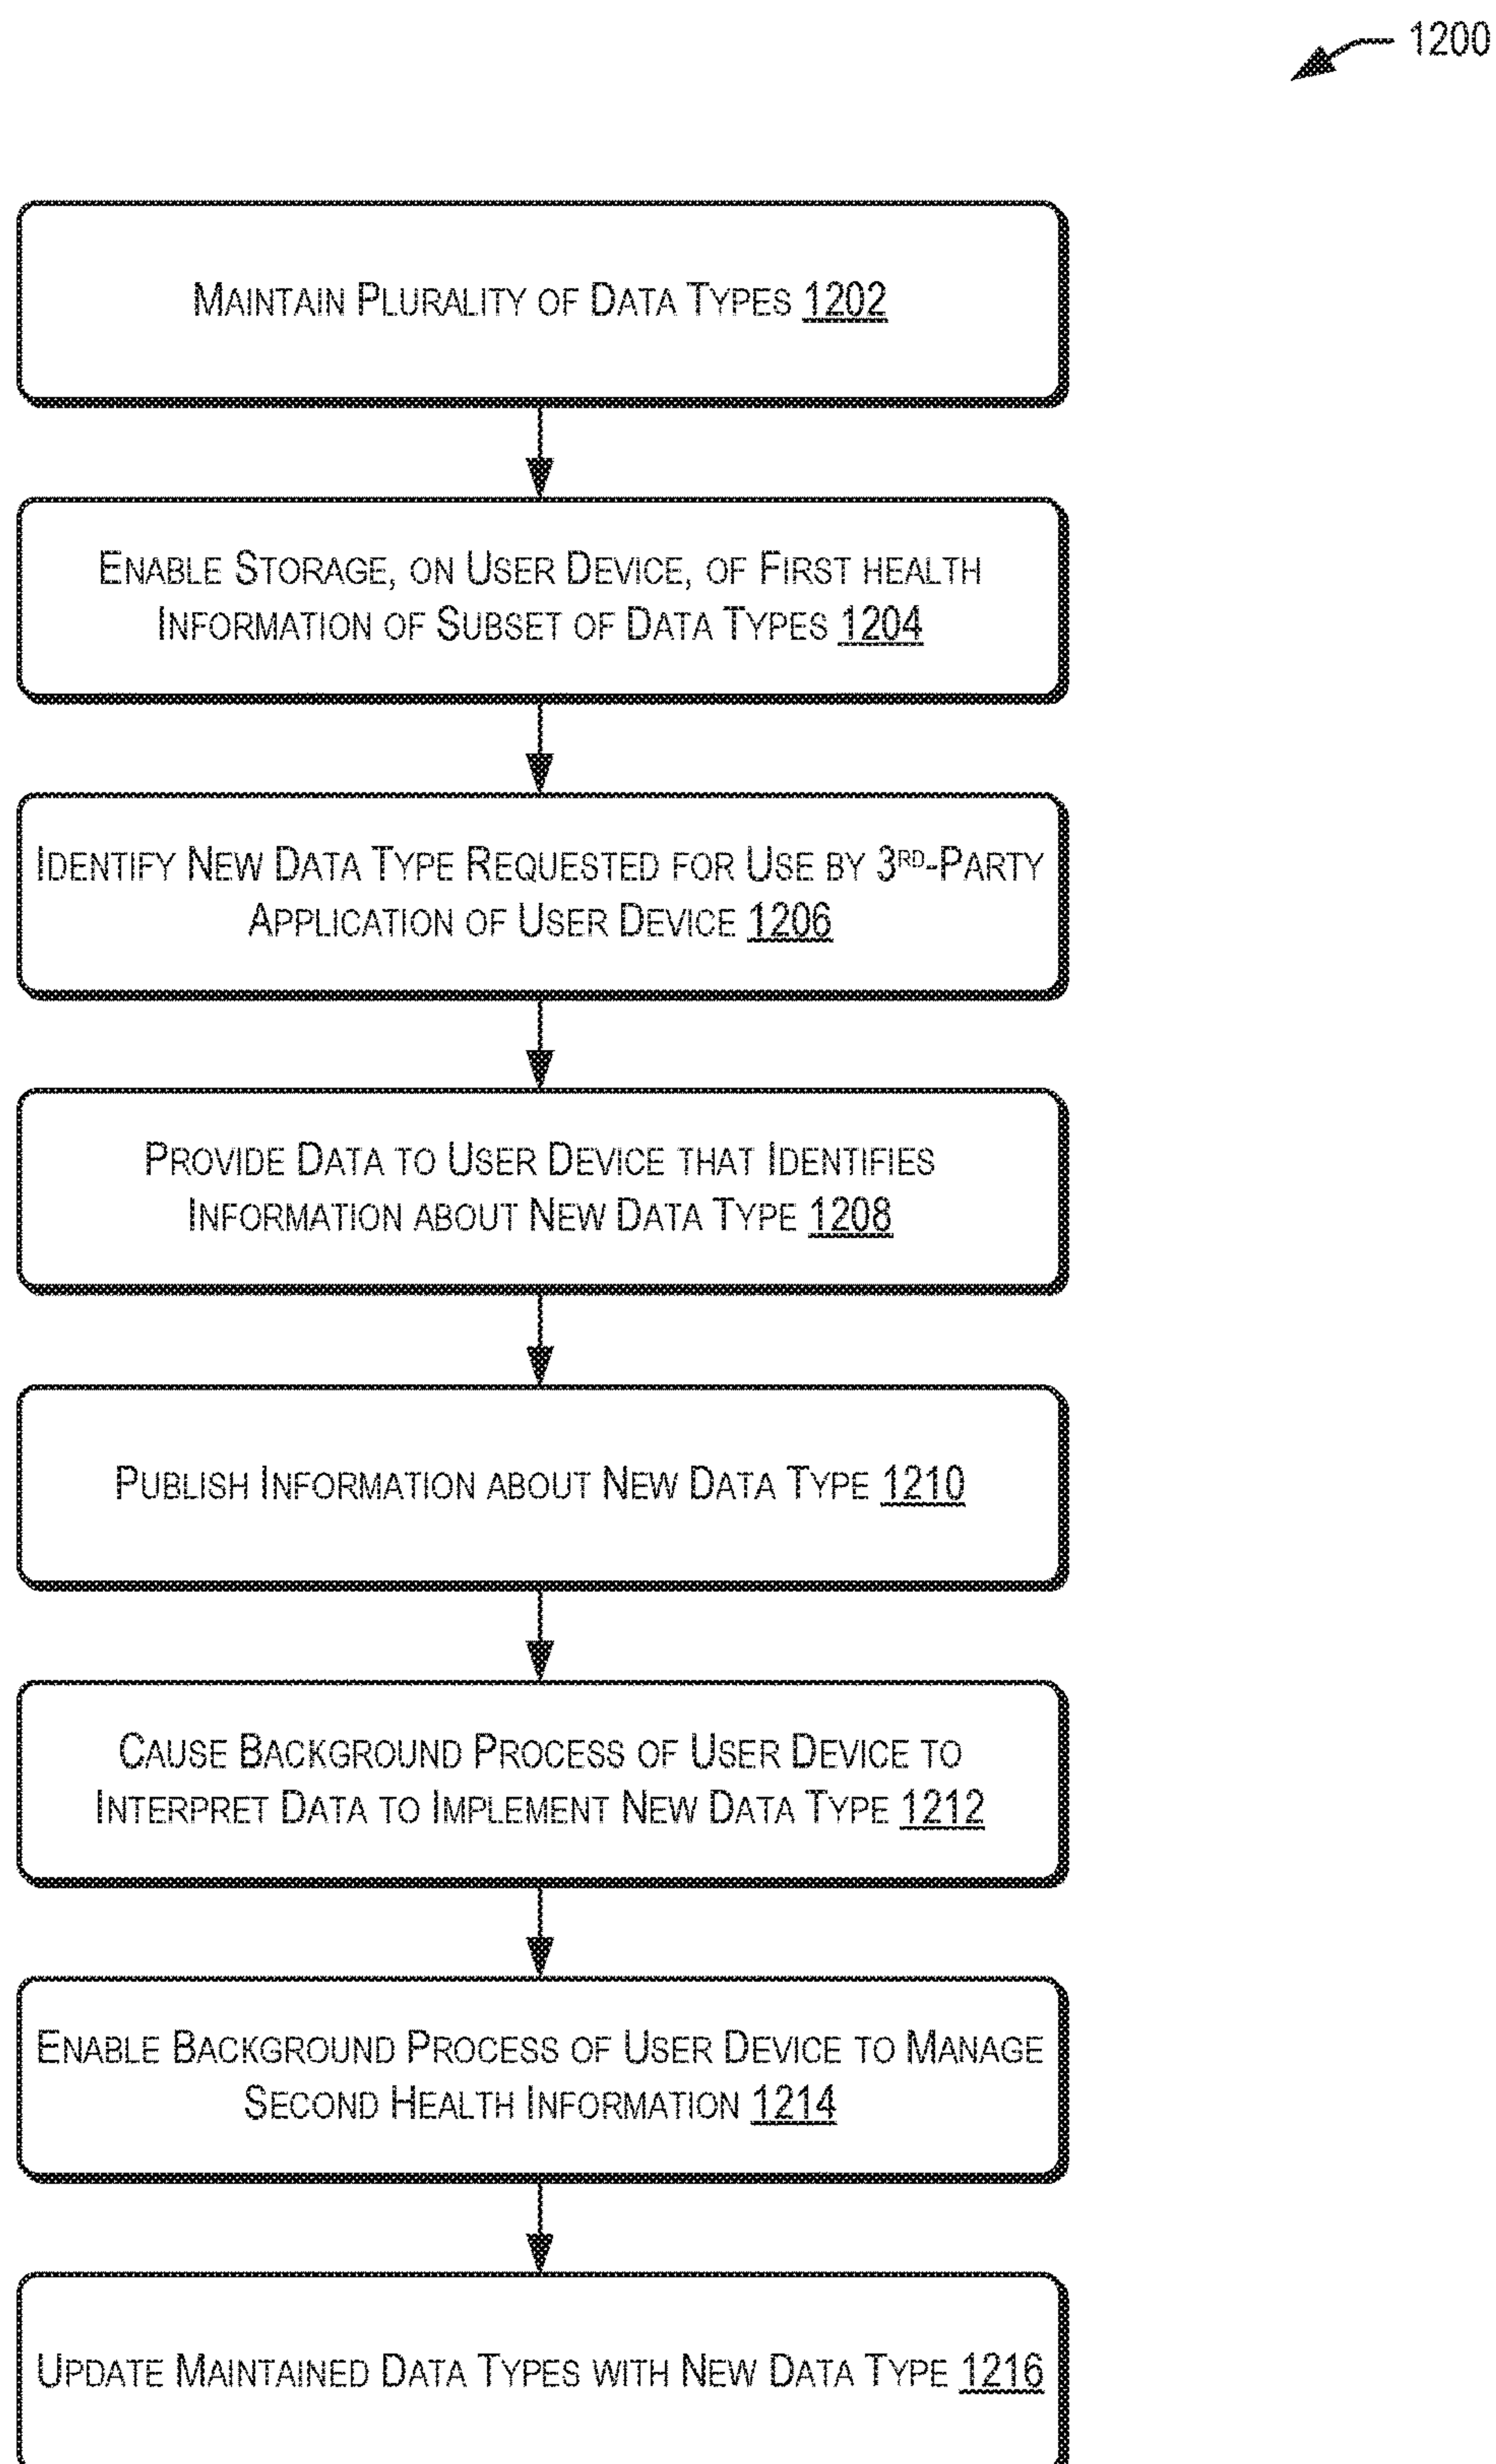 1200
Maintain Plurality of Data Types 1202
Enable Storage, on User Device, of First health
Information of Subset of Data Types 1204
Identify New Data Type Requested for Use by 3rd-Party
Application of User Device 1206
Provide Data to User Device that Identifies
Information about New Data Type 1208
Publish Information about New Data Type 1210
Cause Background Process of User Device to
Interpret Data to Implement New Data Type 1212
Enable Background Process of User Device to Manage
Second Health Information 1214
Update Maintained Data Types with New Data Type 1216